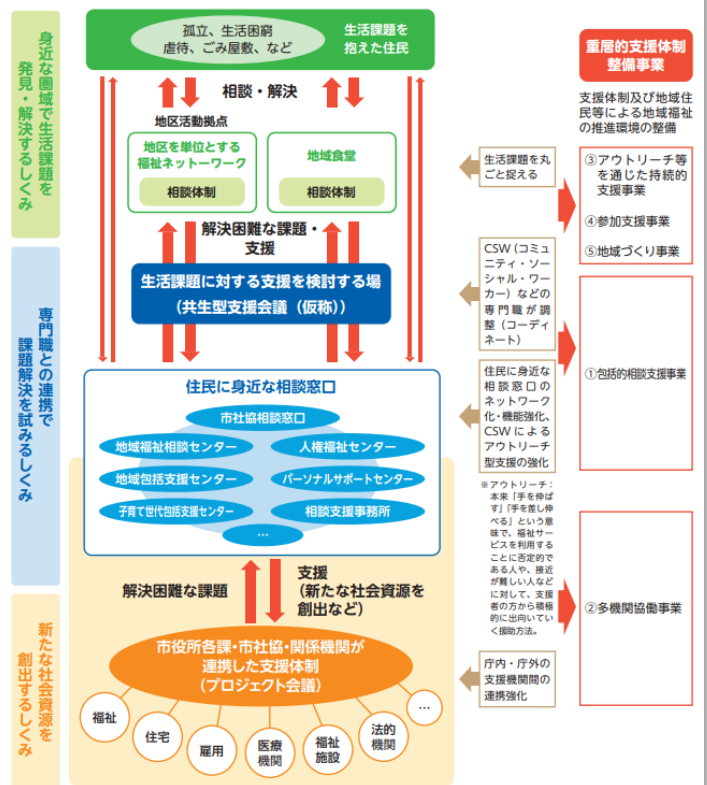 身近な圏域で生活課題を
発見・解決するしくみ
専門職との連携で
課題解決を試みるしくみ
新たな社会資源を
創出するしくみ
孤立、生活困窮
虐待、ごみ屋敷、など
生活課題を
抱えた住民
相談・解決
地区活動拠点
地区を単位とする
福祉ネットーワーク
相談体制
地域食堂
相談体制
解決困難な課題・
支援
生活課題に対する支援を検討する場
（共生型支援会議（仮称））
住民に身近な相談窓口
市社協相談窓口
地域福祉相談センター
人権福祉センター
地域包括支援センター
パーソナルサポートセンター
子育て世代包括支援センター
相談支援事務所
…
解決困難な課題
支援
（新たな社会資源を
創出など）
市役所各課・市社協・関係機関が
連携した支援体制
（プロジェクト会議）
福祉
住宅
雇用
医療
機関
福祉
施設
法的
機関
…
生活課題を丸
ごと捉える
CSW（コミュ
ニティ・ソー
シャル・ワー
カー）などの
専門職が調
整（コーディ
ネート）
住民に身近な
相談窓口の
ネットワーク
化・機能強化、
CSWによる
アウトリーチ
型支援の強化
※アウトリーチ：
本来「手を伸ば
す」「手を差し伸
べる」という意
味で、福祉サー
ビスを利用する
ことに否定的で
ある人や、接近
が難しい人など
に対して、支援
者の方から積極
的に出向いてい
く援助方法。
庁内・庁外の
支援機関間の
連携強化
重層的支援体制
整備事業
支援体制及び地域住
民等による地域福祉
の推進環境の整備
③アウトリーチ等
を通じた持続的
支援事業
④参加支援事業
⑤地域づくり事業
①包括的相談支援事業
②多機関協働事業